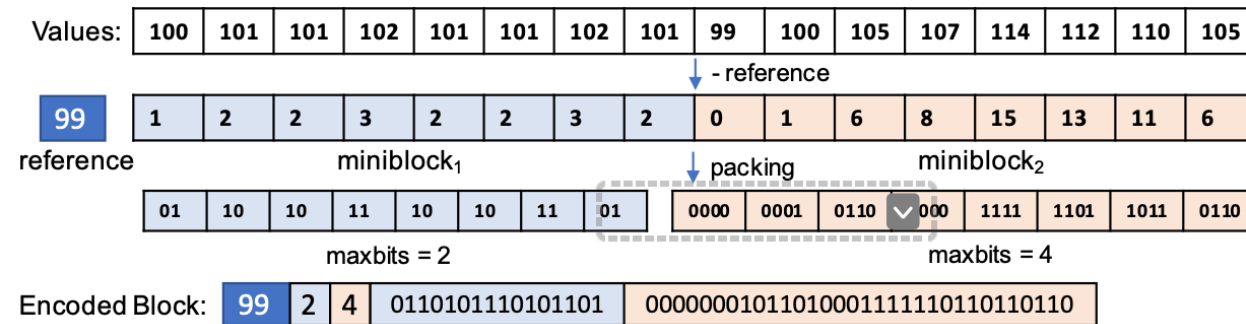 Values: 100 101 101 102 101 101 102 101 99 100 105 107 114 112 110 105
- reference
99 1 2 2 3 2 2 3 2 0 1 6 8 15 13 11 6
reference miniblock₁ miniblock₂
packing
01 10 10 11 10 10 11 01 0000 0001 0110 000 1111 1101 1011 0110
maxbits = 2 maxbits = 4
Encoded Block: 99 2 4 0110101110101101 00000001011010001111110110110110